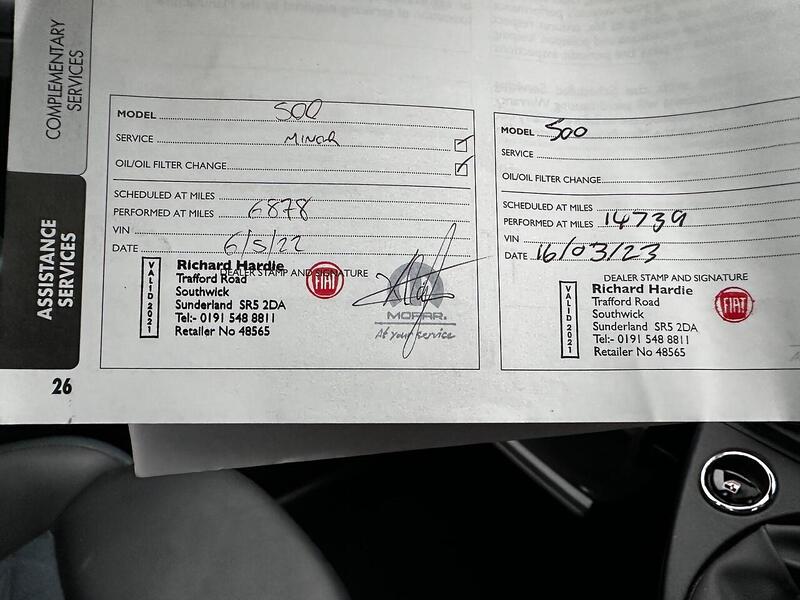 COMPLEMENTARY
SERVICES
ASSISTANCE
SERVICES
26
MODEL 500
SERVICE MINOR
OIL/OIL FILTER CHANGE
SCHEDULED AT MILES
PERFORMED AT MILES 6878
VIN
DATE 6/5/22
DEALER STAMP AND SIGNATURE
VALID 2021
Richard Hardie
Trafford Road
Southwick
Sunderland SR5 2DA
Tel:- 0191 548 8811
Retailer No 48565
FIAT
MOPAR.
At your service
MODEL 500
SERVICE
OIL/OIL FILTER CHANGE
SCHEDULED AT MILES
PERFORMED AT MILES 14739
VIN
DATE 16/03/23
DEALER STAMP AND SIGNATURE
VALID 2021
Richard Hardie
Trafford Road
Southwick
Sunderland SR5 2DA
Tel:- 0191 548 8811
Retailer No 48565
FIAT